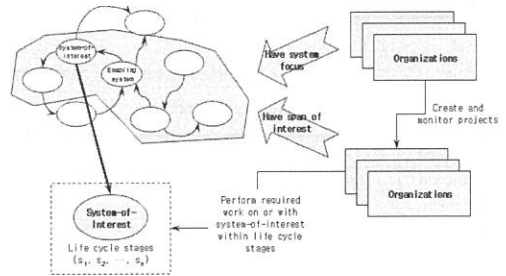 System-of-
interest
Enabling
system
Have system
focus
Organizations
Have span of
interest
Create and
monitor projects
Organizations
Perform required
work on or with
system-of-interest
within life cycle
stages
System-of-
Interest
Life cycle stages
(s₁, s₂, ⋯, sₙ)